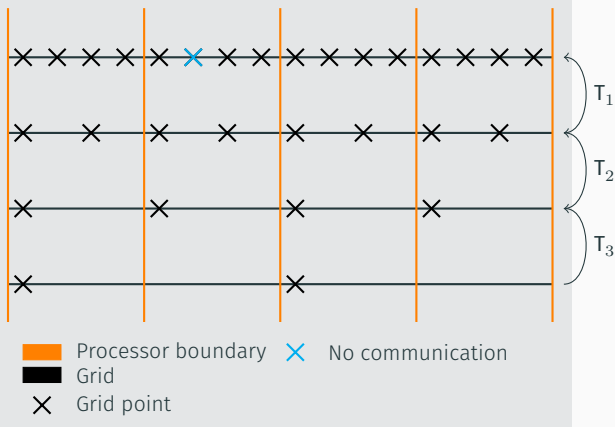 T₁
T₂
T₃
Processor boundary
No communication
Grid
Grid point